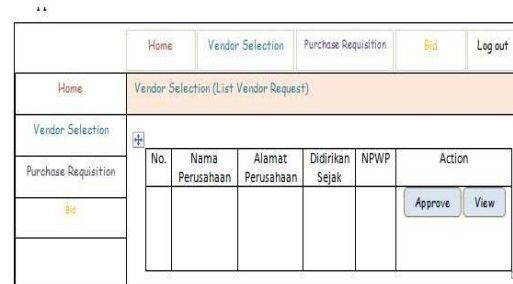 Home Vendor Selection Purchase Requisition Bid Log out
Home Vendor Selection (List Vendor Request)
Vendor Selection
Purchase Requisition
Bid
No. Nama Perusahaan Alamat Perusahaan Didirikan Sejak NPWP Action
Approve View